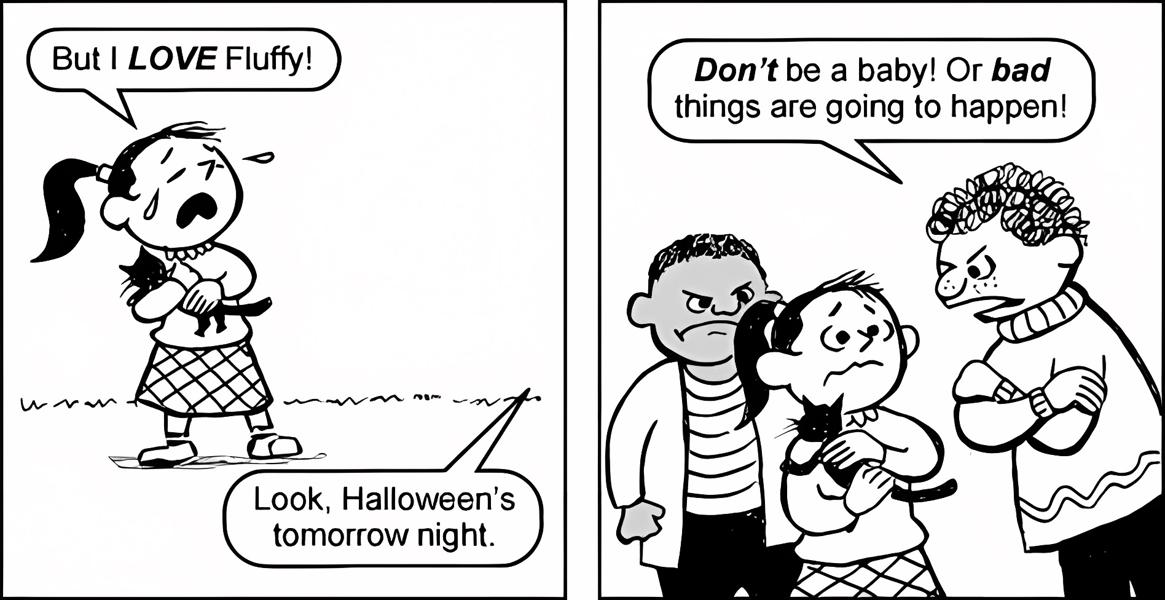 But I LOVE Fluffy!
Look, Halloween's
tomorrow night.
Don't be a baby! Or bad
things are going to happen!